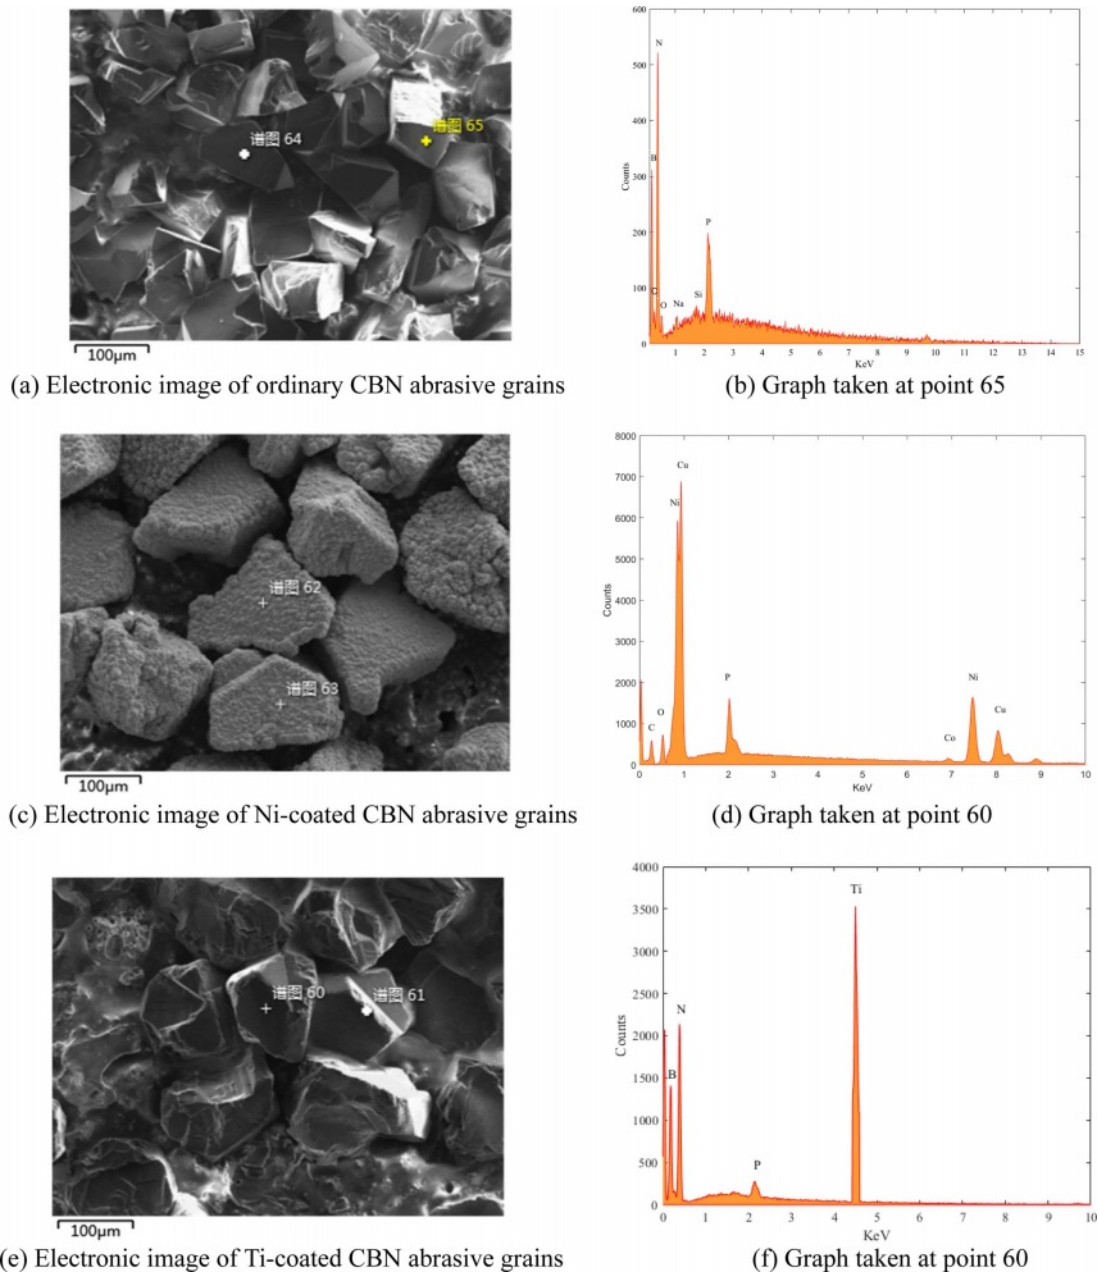 谱图 64
谱图 65
100μm
(a) Electronic image of ordinary CBN abrasive grains
600
500
400
300
200
100
0
Counts
N
B
C
O
Na
Si
P
1 2 3 4 5 6 7 8 9 10 11 12 13 14 15
KeV
(b) Graph taken at point 65
谱图 62
谱图 63
100μm
(c) Electronic image of Ni-coated CBN abrasive grains
8000
7000
6000
5000
4000
3000
2000
1000
0
Counts
Cu
Ni
P
O
C
Co
Ni
Cu
0 1 2 3 4 5 6 7 8 9 10
KeV
(d) Graph taken at point 60
谱图 60
谱图 61
100μm
(e) Electronic image of Ti-coated CBN abrasive grains
4000
3500
3000
2500
2000
1500
1000
500
0
Counts
Ti
N
B
P
0 1 2 3 4 5 6 7 8 9 10
KeV
(f) Graph taken at point 60